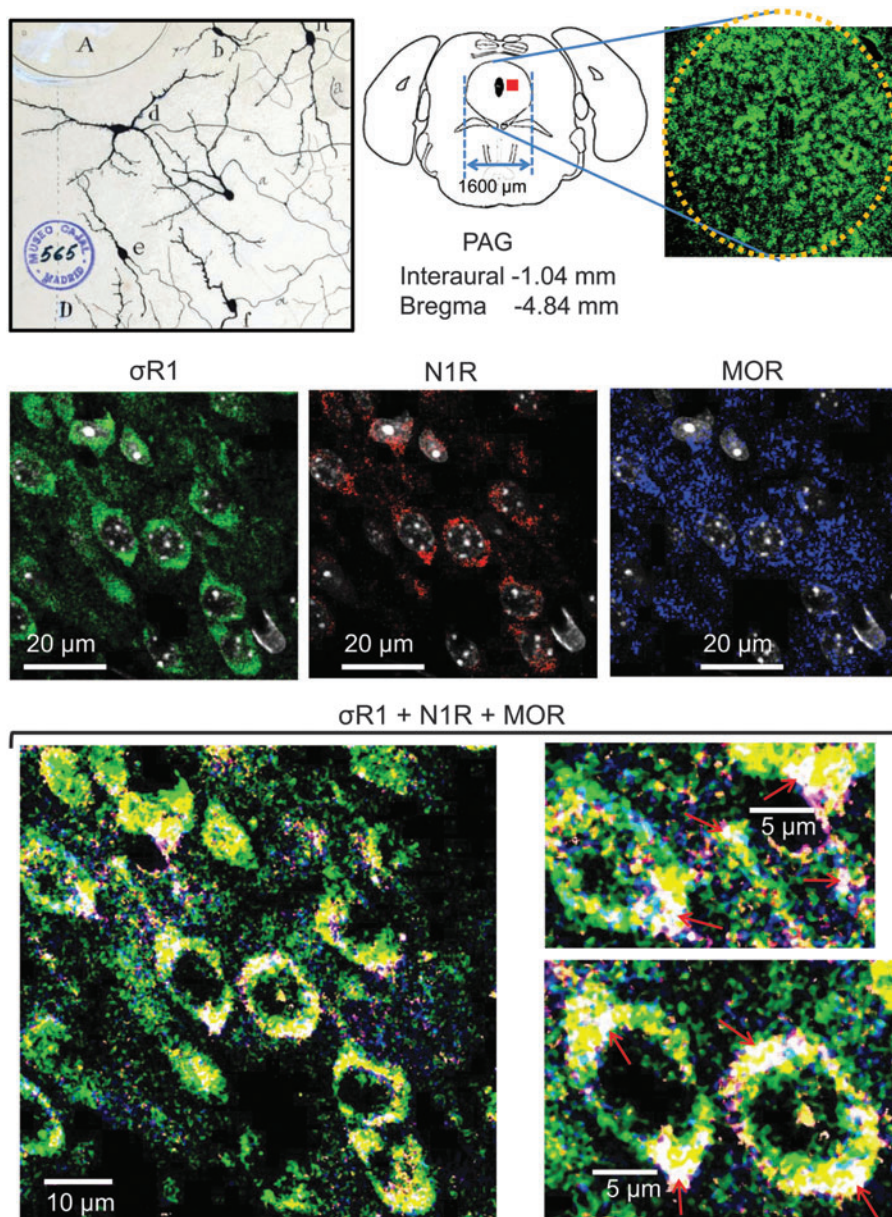 A
b
h
a
d
a
a
e
MUSEO CAJAL
565
MADRID
D
a
f
1600 µm
PAG
Interaural -1.04 mm
Bregma -4.84 mm
σR1
N1R
MOR
20 µm
20 µm
20 µm
σR1 + N1R + MOR
5 µm
10 µm
5 µm